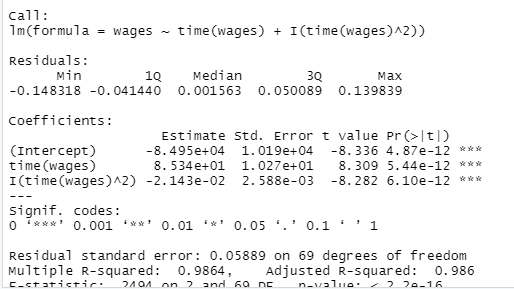 Call:
lm(formula = wages ~ time(wages) + I(time(wages)^2))
Residuals:
Min 1Q Median 3Q Max
-0.148318 -0.041440 0.001563 0.050089 0.139839
Coefficients:
Estimate Std. Error t value Pr(>|t|)
(Intercept) -8.495e+04 1.019e+04 -8.336 4.87e-12 ***
time(wages) 8.534e+01 1.027e+01 8.309 5.44e-12 ***
I(time(wages)^2) -2.143e-02 2.588e-03 -8.282 6.10e-12 ***
---
Signif. codes:
0 ‘***’ 0.001 ‘**’ 0.01 ‘*’ 0.05 ‘.’ 0.1 ‘ ’ 1
Residual standard error: 0.05889 on 69 degrees of freedom
Multiple R-squared: 0.9864, Adjusted R-squared: 0.986
F-statistic: 2494 on 2 and 69 DF, p-value: < 2.2e-16